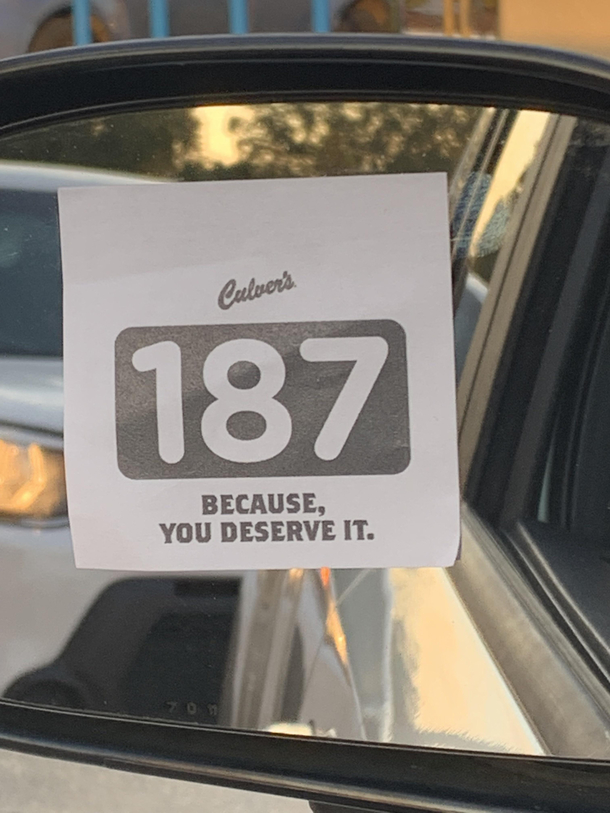 Culver's
187
BECAUSE,
YOU DESERVE IT.